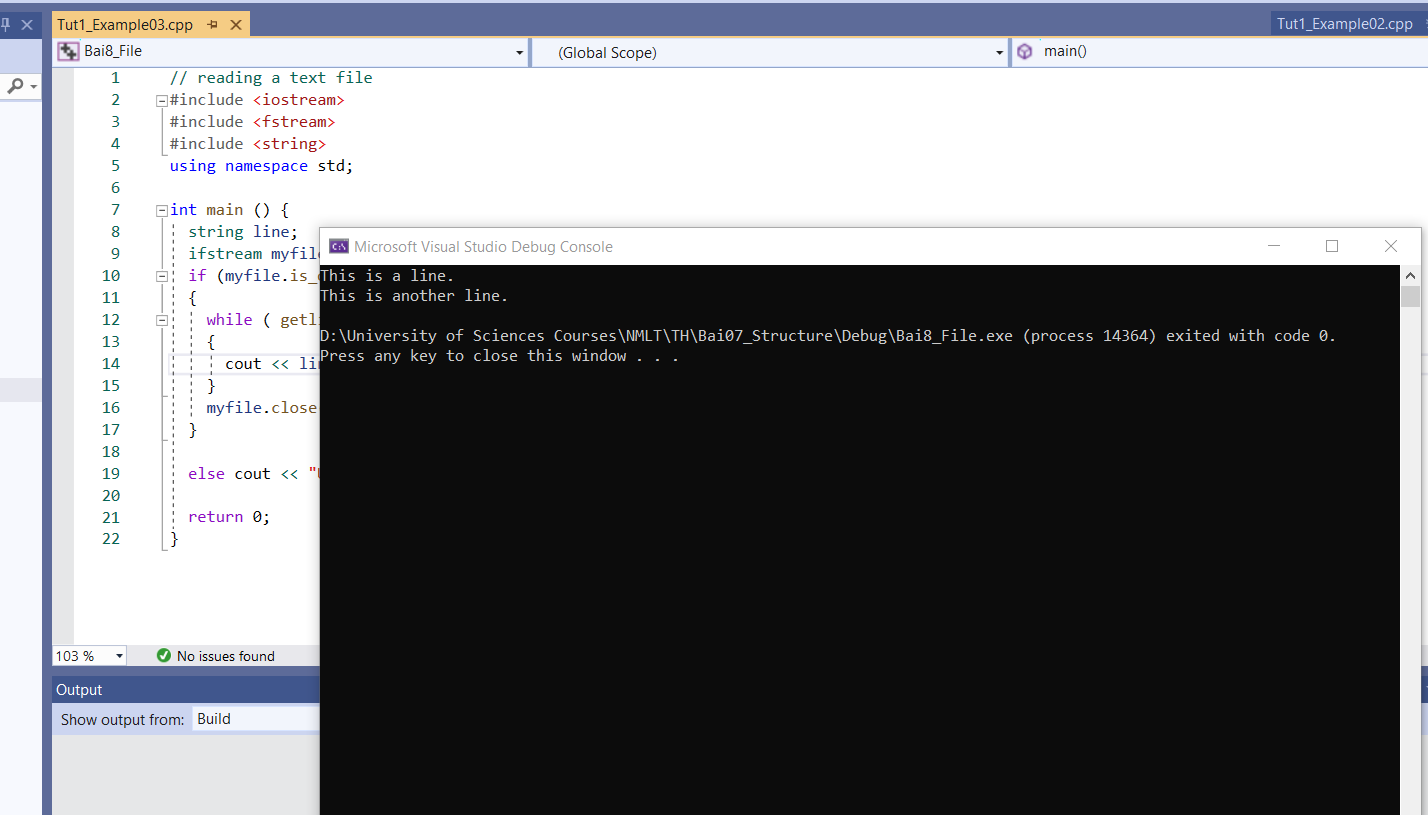 Tut1_Example03.cpp
Tut1_Example02.cpp
Bai8_File
(Global Scope)
main()
1 // reading a text file
2 #include <iostream>
3 #include <fstream>
4 #include <string>
5 using namespace std;
6
7 int main () {
8 string line;
9 ifstream myfile
10 if (myfile.is_
11 {
12 while ( getl
13 {
14 cout << li
15 }
16 myfile.close
17 }
18
19 else cout << "
20
21 return 0;
22 }
Microsoft Visual Studio Debug Console
This is a line.
This is another line.
D:\University of Sciences Courses\NMLT\TH\Bai07_Structure\Debug\Bai8_File.exe (process 14364) exited with code 0.
Press any key to close this window . . .
103 %
No issues found
Output
Show output from: Build